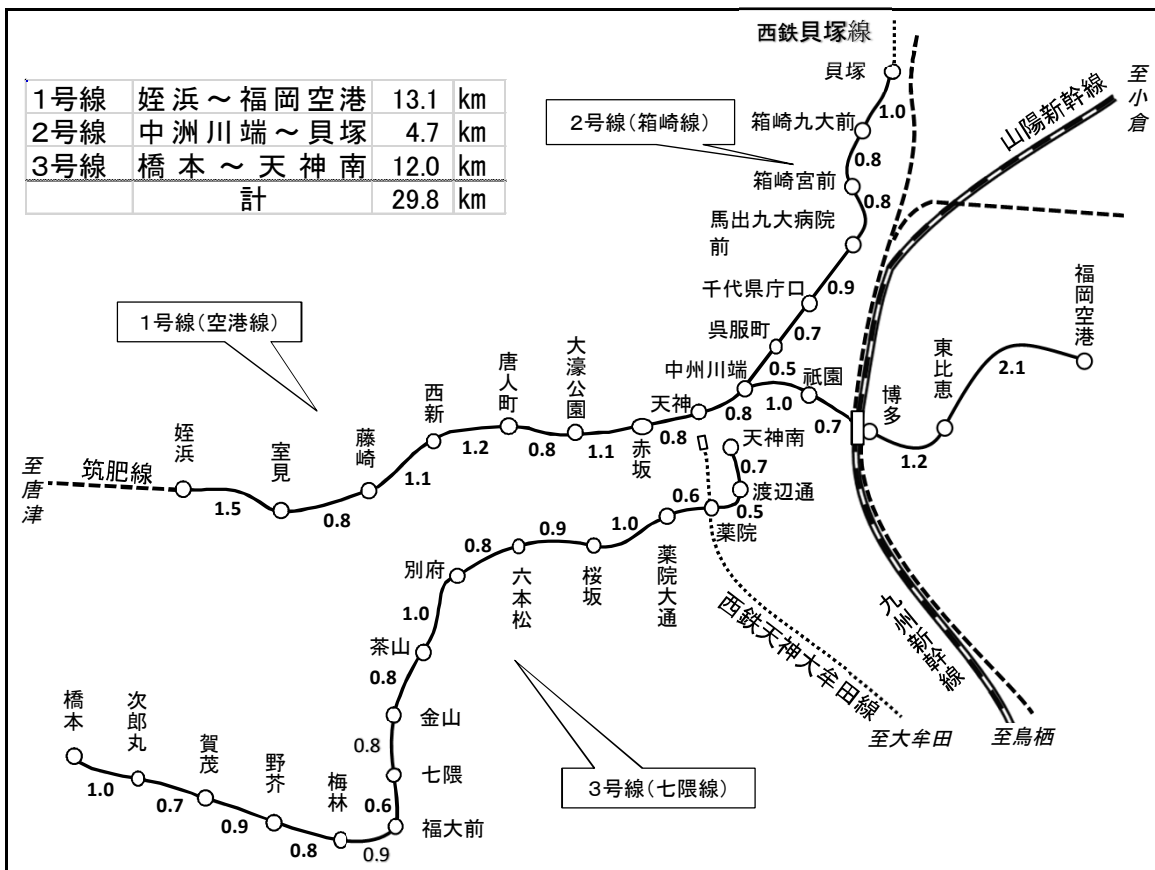 西鉄貝塚線
1号線 姪浜～福岡空港 13.1 km
2号線 中洲川端～貝塚 4.7 km
3号線 橋本～天神南 12.0 km
計 29.8 km
2号線(箱崎線)
貝塚
1.0
箱崎九大前
0.8
箱崎宮前
0.8
馬出九大病院
前
0.9
千代県庁口
0.7
呉服町
0.5
中州川端
山陽新幹線
至小倉
1号線(空港線)
至唐津
筑肥線
姪浜
1.5
室見
0.8
藤崎
1.1
西新
1.2
唐人町
0.8
大濠公園
1.1
赤坂
0.8
天神
0.8
1.0
祇園
0.7
博多
1.2
東比恵
2.1
福岡空港
天神南
0.7
渡辺通
0.5
薬院
0.6
薬院大通
1.0
桜坂
0.9
六本松
0.8
別府
1.0
茶山
0.8
金山
0.8
七隈
0.6
福大前
0.9
梅林
0.8
野芥
0.9
賀茂
0.7
次郎丸
1.0
橋本
3号線(七隈線)
西鉄天神大牟田線
至大牟田
九州新幹線
至鳥栖